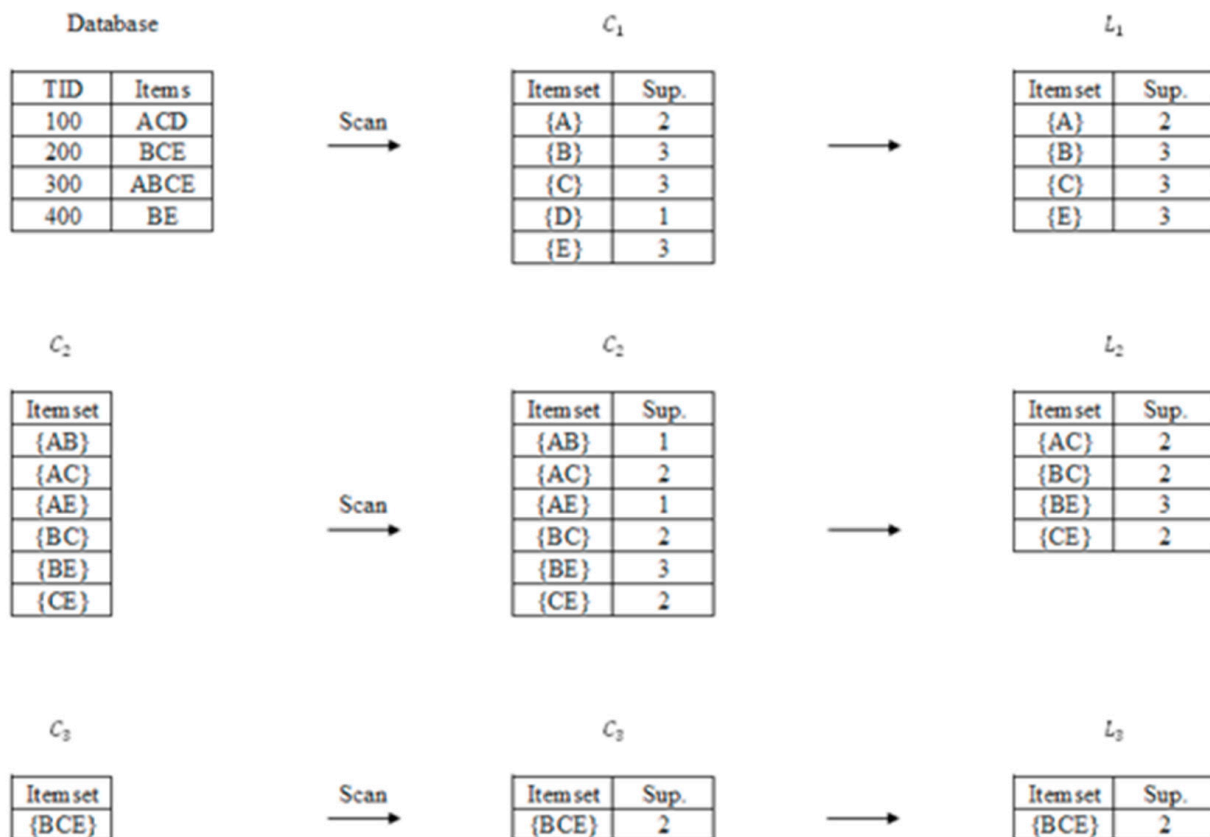 Database C₁ L₁
TID Items Itemset Sup. Itemset Sup.
100 ACD Scan {A} 2 {A} 2
200 BCE {B} 3 {B} 3
300 ABCE {C} 3 {C} 3
400 BE {D} 1 {E} 3
{E} 3
C₂ C₂ L₂
Itemset Itemset Sup. Itemset Sup.
{AB} {AB} 1 {AC} 2
{AC} {AC} 2 {BC} 2
{AE} Scan {AE} 1 {BE} 3
{BC} {BC} 2 {CE} 2
{BE} {BE} 3
{CE} {CE} 2
C₃ C₃ L₃
Itemset Scan Itemset Sup. Itemset Sup.
{BCE} {BCE} 2 {BCE} 2